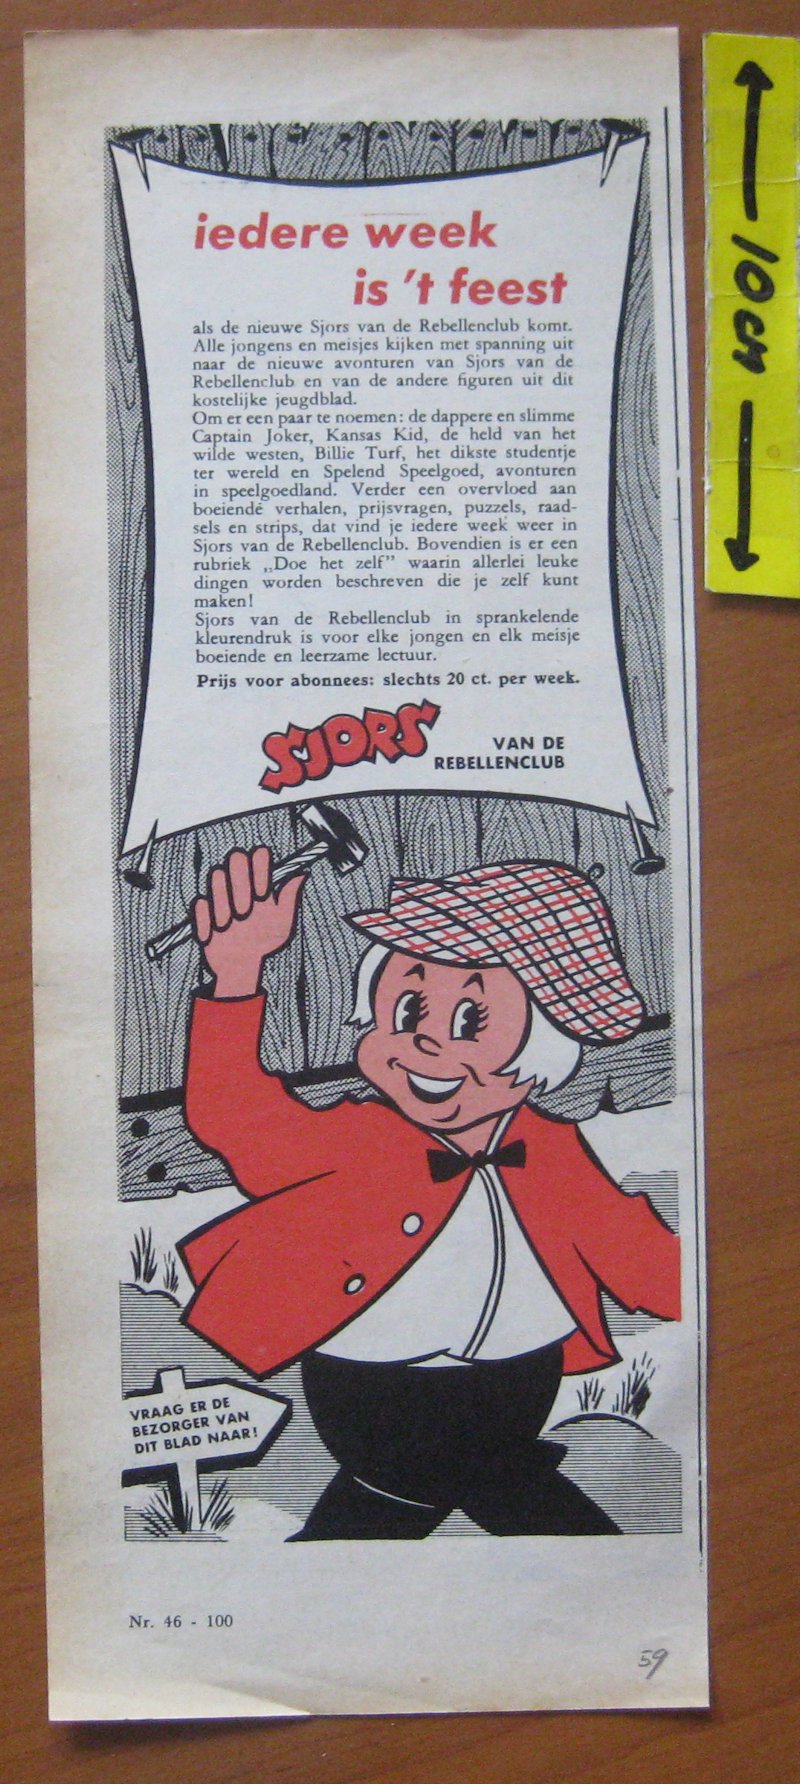 iedere week
is 't feest
als de nieuwe Sjors van de Rebellenclub komt.
Alle jongens en meisjes kijken met spanning uit
naar de nieuwe avonturen van Sjors van de
Rebellenclub en van de andere figuren uit dit
kostelijke jeugdblad.
Om er een paar te noemen: de dappere en slimme
Captain Joker, Kansas Kid, de held van het
wilde westen, Billie Turf, het dikste studentje
ter wereld en Spelend Speelgoed, avonturen
in speelgoedland. Verder een overvloed aan
boeiende verhalen, prijsvragen, puzzels, raad-
sels en strips, dat vind je iedere week weer in
Sjors van de Rebellenclub. Bovendien is er een
rubriek „Doe het zelf” waarin allerlei leuke
dingen worden beschreven die je zelf kunt
maken!
Sjors van de Rebellenclub in sprankelende
kleurendruk is voor elke jongen en elk meisje
boeiende en leerzame lectuur.
Prijs voor abonnees: slechts 20 ct. per week.
SJORS
VAN DE
REBELLENCLUB
VRAAG ER DE
BEZORGER VAN
DIT BLAD NAAR!
Nr. 46 - 100
59
10 cm